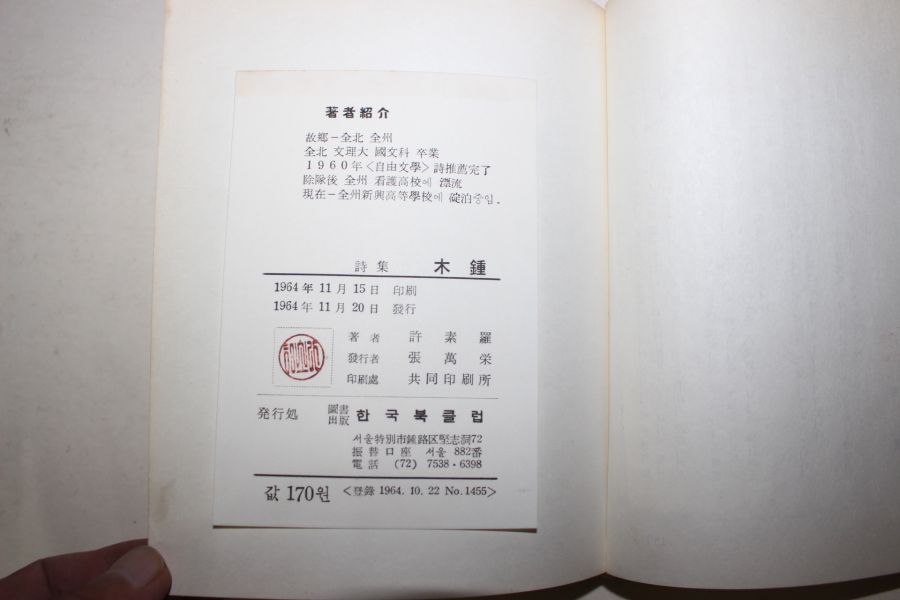 著者紹介
故鄕－全北 全州
全北 文理大 國文科 卒業
1960年〈自由文學〉詩推薦完了
除隊後 全州 看護高校에 漂流
現在－全州新興高等學校에 碇泊중임.
詩集 木鍾
1964年 11月 15日 印刷
1964年 11月 20日 發行
著者 許素羅
發行者 張萬栄
印刷處 共同印刷所
発行処 圖書出版 한국북클럽
서울特別市鍾路区堅志洞72
振替口座 서울 882番
電話 (72) 7538·6398
값 170원 <登錄 1964. 10. 22 No.1455>